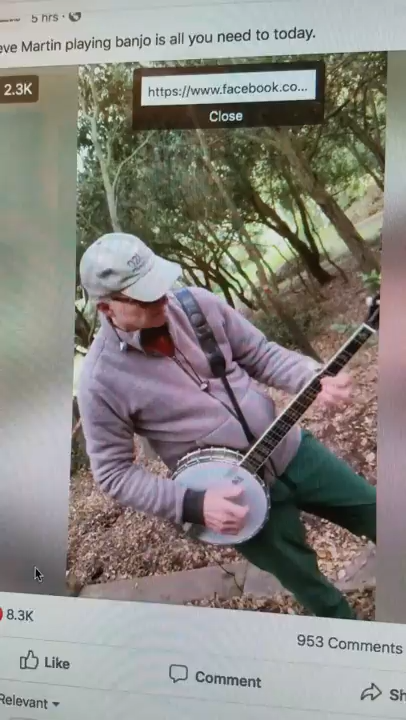 5 hrs ·
eve Martin playing banjo is all you need to today.
2.3K
https://www.facebook.co...
Close
8.3K
953 Comments
Like
Comment
Sh
Relevant